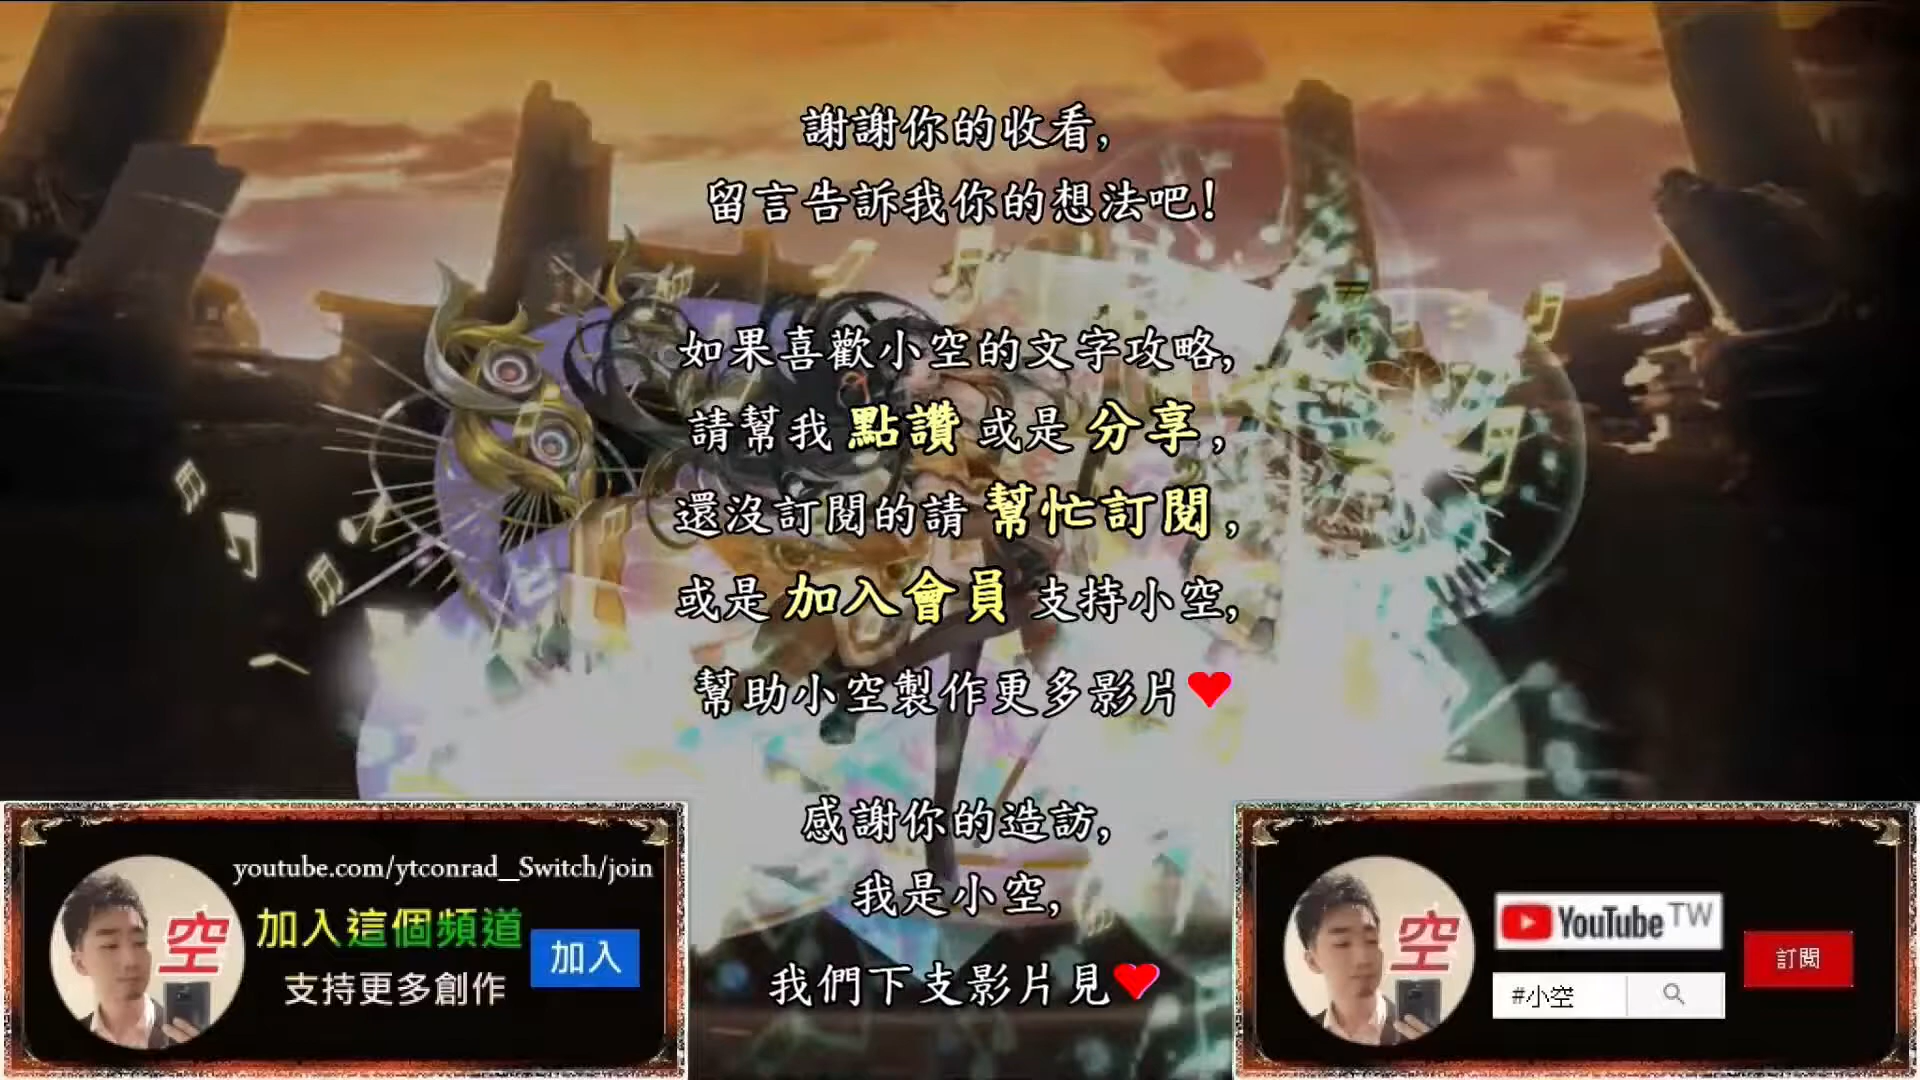 謝謝你的收看,
留言告訴我你的想法吧!
如果喜歡小空的文字攻略,
請幫我 點讚 或是 分享 ,
還沒訂閱的請 幫忙訂閱 ,
或是 加入會員 支持小空,
幫助小空製作更多影片
感謝你的造訪,
我是小空,
我們下支影片見
youtube.com/ytconrad_Switch/join
空
加入這個頻道
加入
支持更多創作
空
YouTube TW
訂閱
#小空